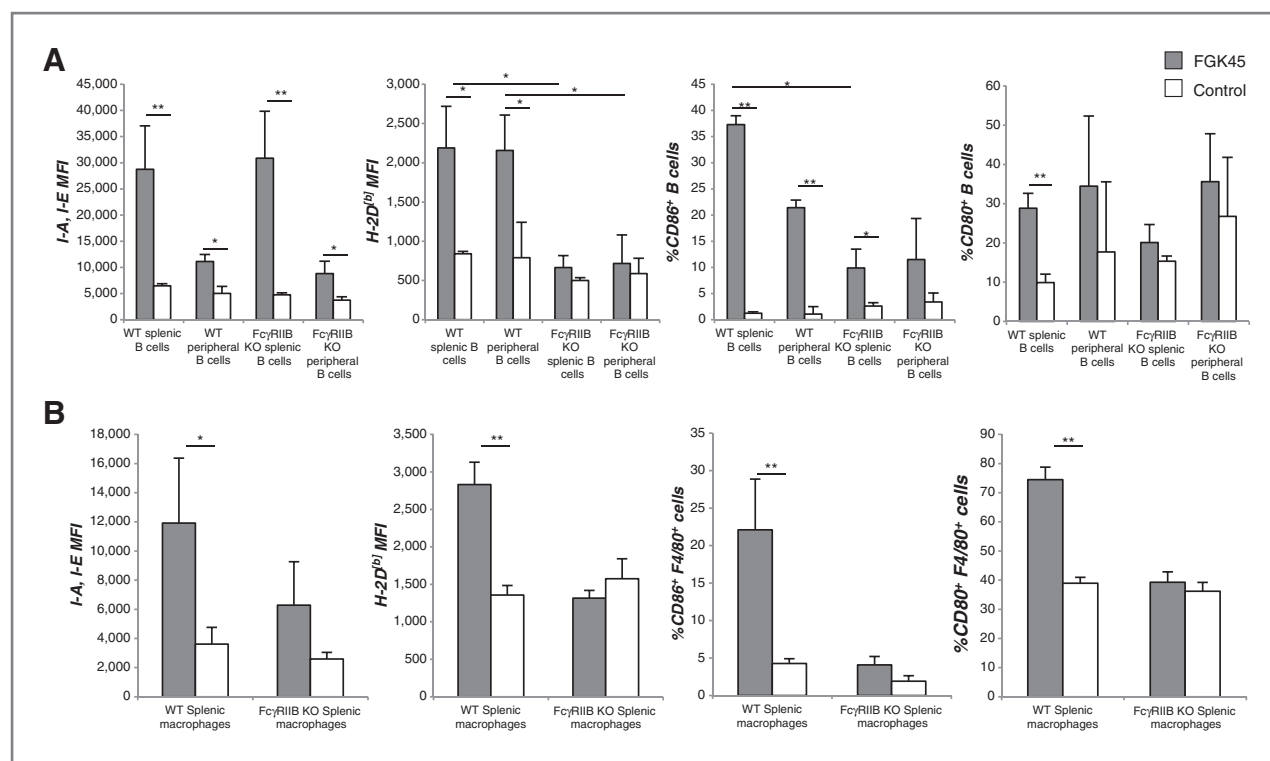 A
FGK45
Control
I-A, I-E MFI
45,000
40,000
35,000
30,000
25,000
20,000
15,000
10,000
5,000
0
**
*
**
*
WT splenic
B cells
WT
peripheral
B cells
FcγRIIB
KO splenic
B cells
FcγRIIB
KO
peripheral
B cells
H-2D[b] MFI
3,000
2,500
2,000
1,500
1,000
500
0
*
*
*
*
WT
splenic B
cells
WT
peripheral
B cells
FcγRIIB
KO
splenic B
cells
FcγRIIB
KO
peripheral
B cells
%CD86+ B cells
45
40
35
30
25
20
15
10
5
0
*
**
**
*
WT splenic
B cells
WT
peripheral
B cells
FcγRIIB
KO splenic
B cells
FcγRIIB
KO
peripheral
B cells
%CD80+ B cells
60
50
40
30
20
10
0
**
WT splenic
B cells
WT
peripheral
B cells
FcγRIIB
KO splenic
B cells
FcγRIIB
KO
peripheral
B cells
B
I-A, I-E MFI
18,000
16,000
14,000
12,000
10,000
8,000
6,000
4,000
2,000
0
*
WT Splenic
macrophages
FcγRIIB KO Splenic
macrophages
H-2D[b] MFI
3,500
3,000
2,500
2,000
1,500
1,000
500
0
**
WT Splenic
macrophages
FcγRIIB KO Splenic
macrophages
%CD86+ F4/80+ cells
35
30
25
20
15
10
5
0
**
WT Splenic
macrophages
FcγRIIB KO Splenic
macrophages
%CD80+ F4/80+ cells
90
80
70
60
50
40
30
20
10
0
**
WT Splenic
macrophages
FcγRIIB KO Splenic
macrophages